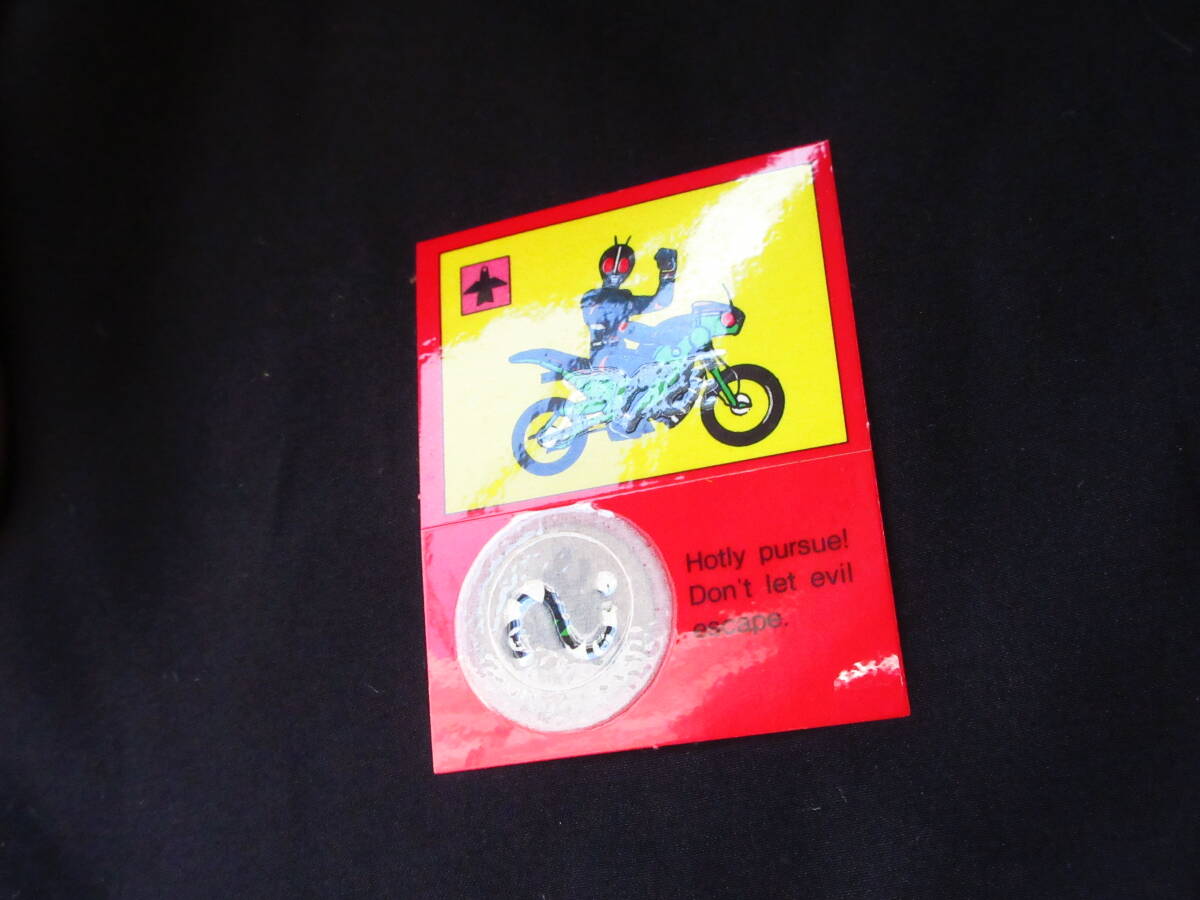 Hotly pursue!
Don't let evil
escape.